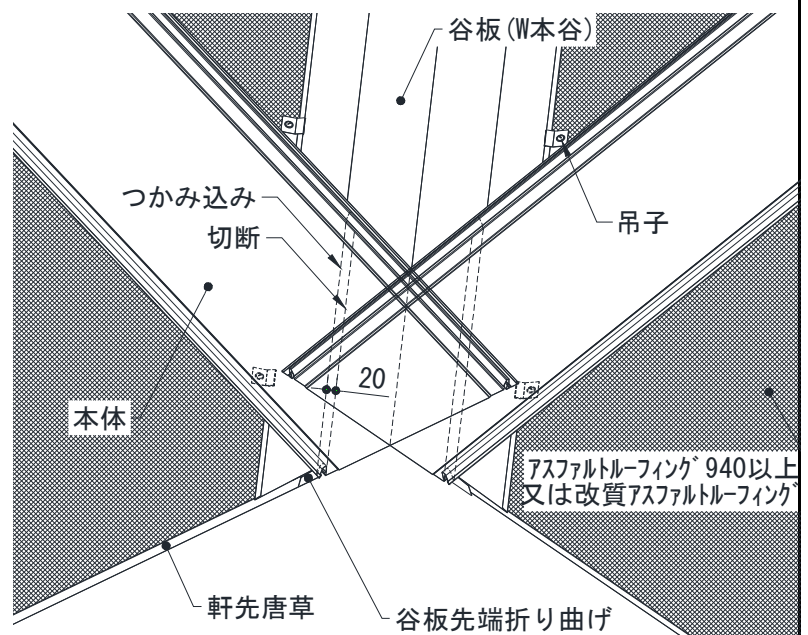 谷板(W本谷)
つかみ込み
切断
吊子
20
本体
アスファルトルーフィング 940以上
又は改質アスファルトルーフィング
軒先唐草
谷板先端折り曲げ